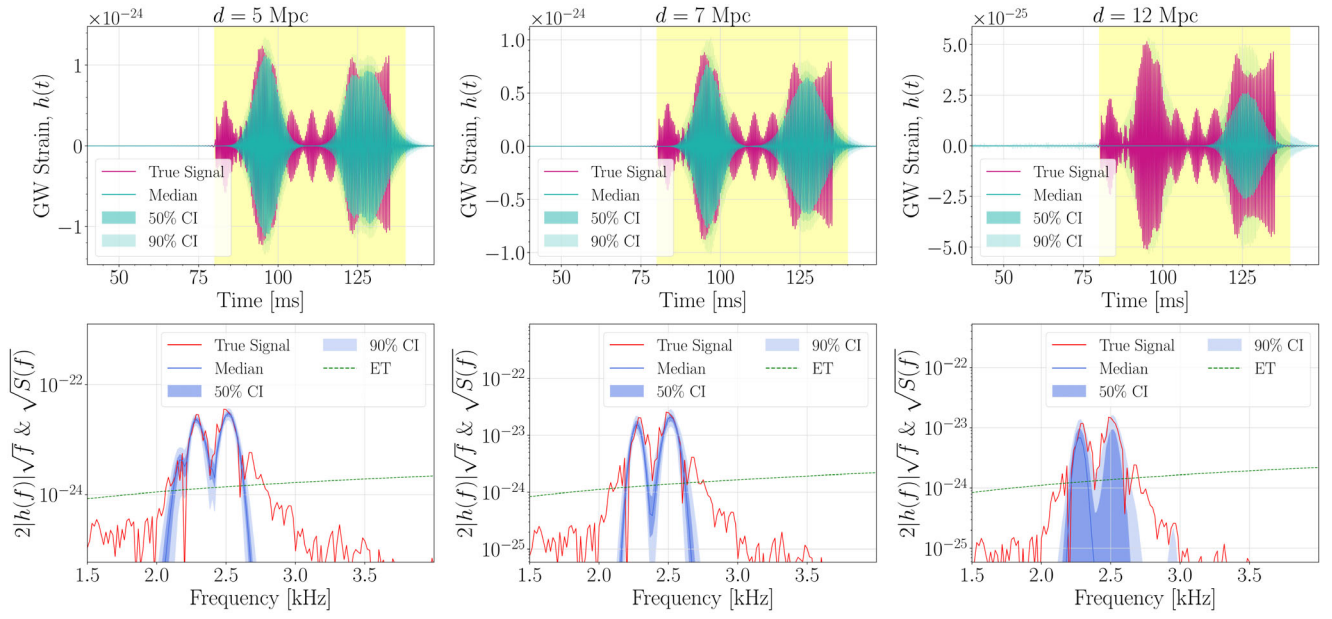 ×10−24
d = 5 Mpc
GW Strain, h(t)
1
0
−1
True Signal
Median
50% CI
90% CI
50
75
100
125
Time [ms]
×10−24
d = 7 Mpc
GW Strain, h(t)
1.0
0.5
0.0
−0.5
−1.0
True Signal
Median
50% CI
90% CI
50
75
100
125
Time [ms]
×10−25
d = 12 Mpc
GW Strain, h(t)
5.0
2.5
0.0
−2.5
−5.0
True Signal
Median
50% CI
90% CI
50
75
100
125
Time [ms]
2|h(f)|√f & √S(f)
10−22
10−24
True Signal
Median
50% CI
90% CI
ET
1.5
2.0
2.5
3.0
3.5
Frequency [kHz]
2|h(f)|√f & √S(f)
10−22
10−23
10−24
10−25
True Signal
Median
50% CI
90% CI
ET
1.5
2.0
2.5
3.0
3.5
Frequency [kHz]
2|h(f)|√f & √S(f)
10−22
10−23
10−24
10−25
True Signal
Median
50% CI
90% CI
ET
1.5
2.0
2.5
3.0
3.5
Frequency [kHz]